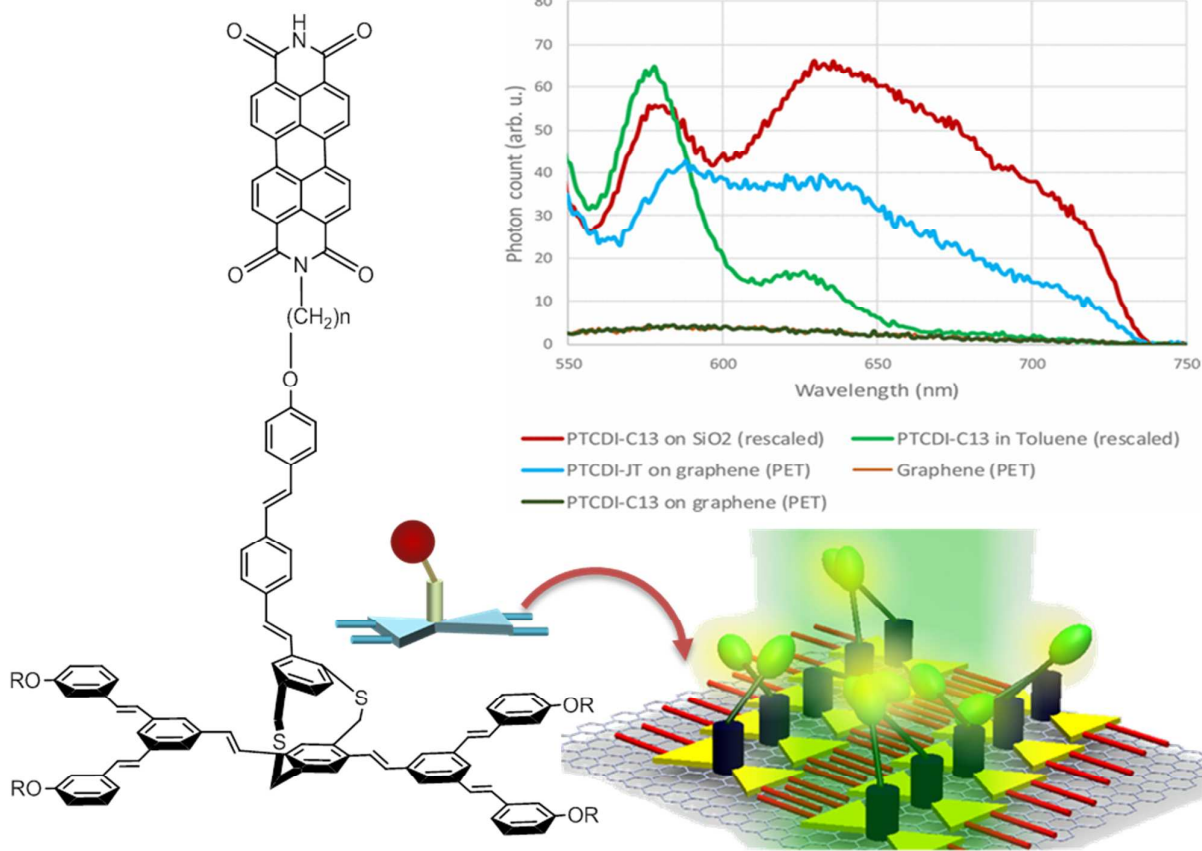 H
O N O
O N O
(CH₂)n
O
S
S
RO
RO
OR
OR
80
70
60
50
40
30
20
10
0
Photon count (arb. u.)
550 600 650 700 750
Wavelength (nm)
PTCDI-C13 on SiO2 (rescaled) PTCDI-C13 in Toluene (rescaled)
PTCDI-JT on graphene (PET) Graphene (PET)
PTCDI-C13 on graphene (PET)